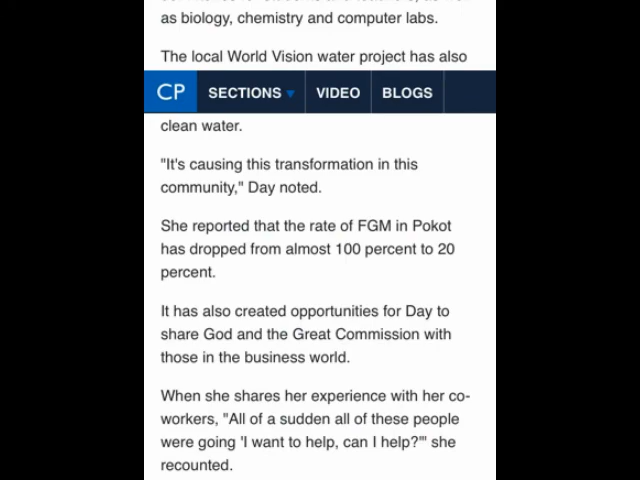 as biology, chemistry and computer labs.
The local World Vision water project has also
CP SECTIONS VIDEO BLOGS
clean water.
"It's causing this transformation in this
community," Day noted.
She reported that the rate of FGM in Pokot
has dropped from almost 100 percent to 20
percent.
It has also created opportunities for Day to
share God and the Great Commission with
those in the business world.
When she shares her experience with her co-
workers, "All of a sudden all of these people
were going 'I want to help, can I help?'" she
recounted.